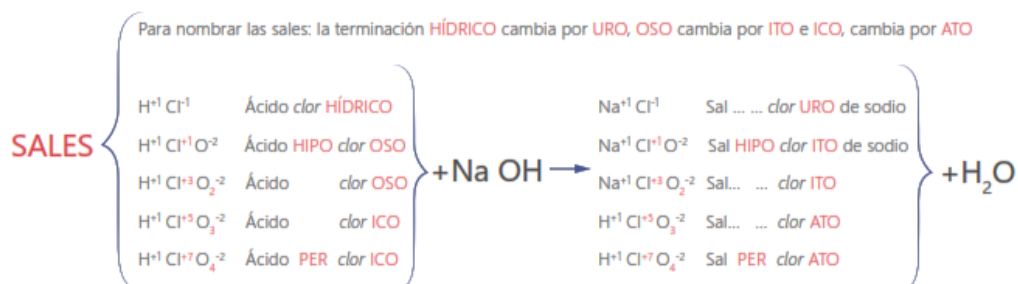 Para nombrar las sales: la terminación HÍDRICO cambia por URO, OSO cambia por ITO e ICO, cambia por ATO
SALES
H⁺¹ Cl⁻¹ Ácido clor HÍDRICO
H⁺¹ Cl⁺¹O⁻² Ácido HIPO clor OSO
H⁺¹ Cl⁺³ O₂⁻² Ácido clor OSO
H⁺¹ Cl⁺⁵ O₃⁻² Ácido clor ICO
H⁺¹ Cl⁺⁷ O₄⁻² Ácido PER clor ICO
+Na OH →
Na⁺¹ Cl⁻¹ Sal ... ... clor URO de sodio
Na⁺¹ Cl⁺¹O⁻² Sal HIPO clor ITO de sodio
Na⁺¹ Cl⁺³ O₂⁻² Sal... ... clor ITO
H⁺¹ Cl⁺⁵ O₃⁻² Sal... ... clor ATO
H⁺¹ Cl⁺⁷ O₄⁻² Sal PER clor ATO
+H₂O